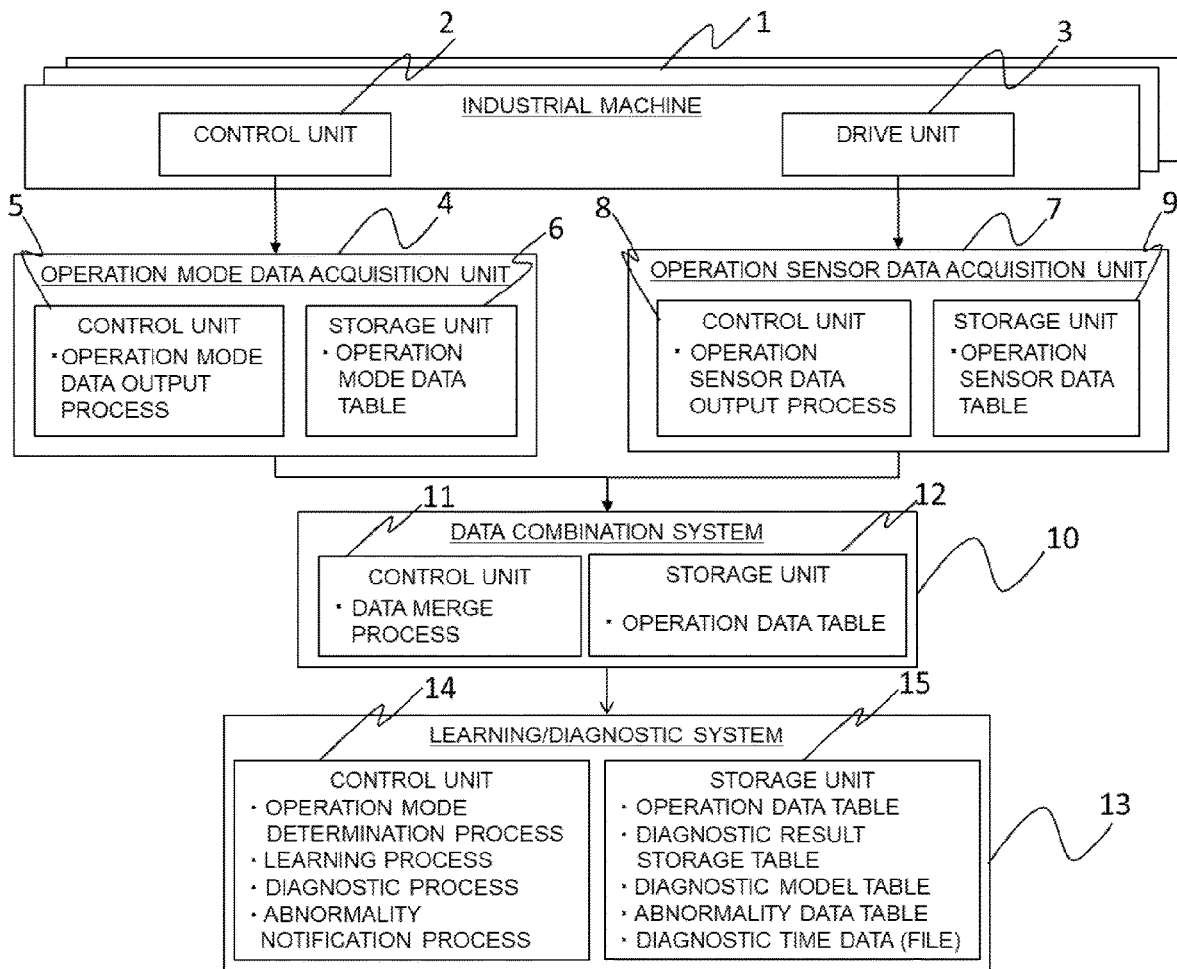 2
1
3
INDUSTRIAL MACHINE
CONTROL UNIT
DRIVE UNIT
5
4
6
8
7
9
OPERATION MODE DATA ACQUISITION UNIT
CONTROL UNIT
・OPERATION MODE
DATA OUTPUT
PROCESS
STORAGE UNIT
・OPERATION
MODE DATA
TABLE
OPERATION SENSOR DATA ACQUISITION UNIT
CONTROL UNIT
・OPERATION
SENSOR DATA
OUTPUT PROCESS
STORAGE UNIT
・OPERATION
SENSOR DATA
TABLE
11
12
10
DATA COMBINATION SYSTEM
CONTROL UNIT
・DATA MERGE
PROCESS
STORAGE UNIT
・OPERATION DATA TABLE
14
15
13
LEARNING/DIAGNOSTIC SYSTEM
CONTROL UNIT
・OPERATION MODE
DETERMINATION PROCESS
・LEARNING PROCESS
・DIAGNOSTIC PROCESS
・ABNORMALITY
NOTIFICATION PROCESS
STORAGE UNIT
・OPERATION DATA TABLE
・DIAGNOSTIC RESULT
STORAGE TABLE
・DIAGNOSTIC MODEL TABLE
・ABNORMALITY DATA TABLE
・DIAGNOSTIC TIME DATA (FILE)